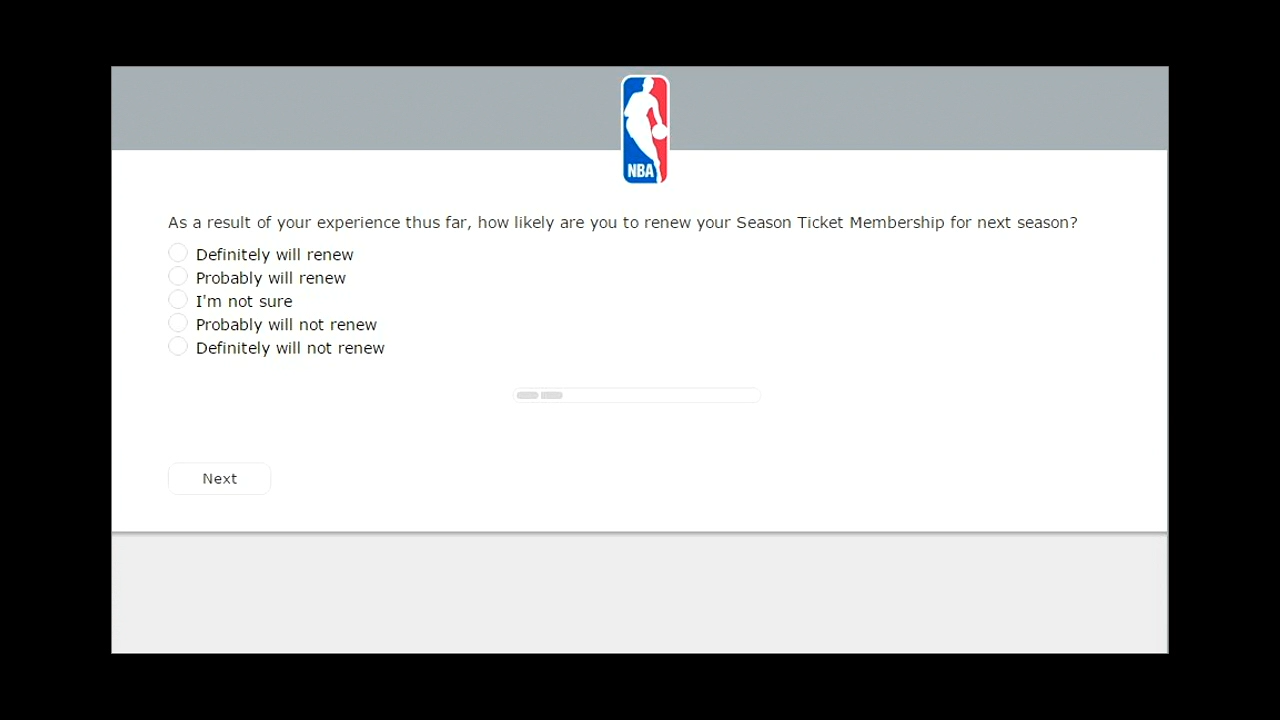 NBA
As a result of your experience thus far, how likely are you to renew your Season Ticket Membership for next season?
Definitely will renew
Probably will renew
I'm not sure
Probably will not renew
Definitely will not renew
Next